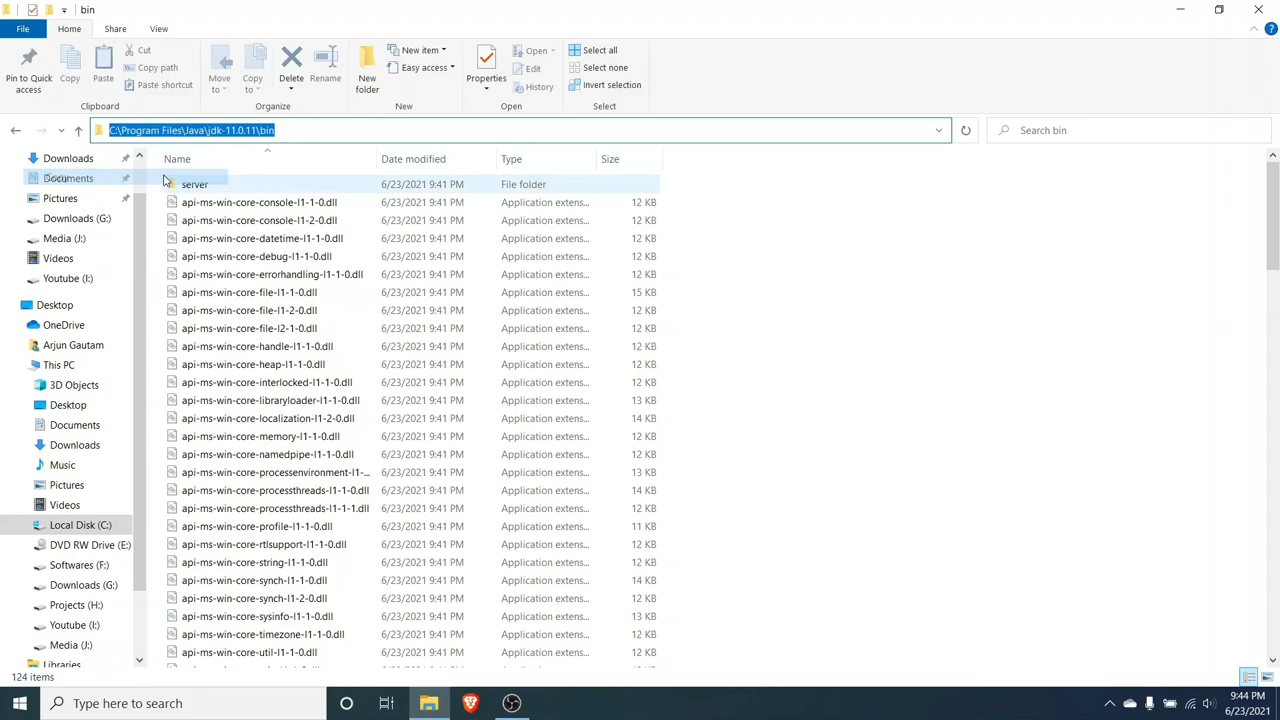 bin
File
Home
Share
View
Pin to Quick access
Copy
Paste
Cut
Copy path
Paste shortcut
Clipboard
Move to
Copy to
Delete
Rename
Organize
New folder
New item
Easy access
New
Properties
Open
Edit
History
Open
Select all
Select none
Invert selection
Select
C:\Program Files\Java\jdk-11.0.11\bin
Search bin
Downloads
Documents
Pictures
Downloads (G:)
Media (J:)
Videos
Youtube (I:)
Desktop
OneDrive
Arjun Gautam
This PC
3D Objects
Desktop
Documents
Downloads
Music
Pictures
Videos
Local Disk (C:)
DVD RW Drive (E:)
Softwares (F:)
Downloads (G:)
Projects (H:)
Youtube (I:)
Media (J:)
Libraries
Name Date modified Type Size
server 6/23/2021 9:41 PM File folder
api-ms-win-core-console-l1-1-0.dll 6/23/2021 9:41 PM Application extens... 12 KB
api-ms-win-core-console-l1-2-0.dll 6/23/2021 9:41 PM Application extens... 12 KB
api-ms-win-core-datetime-l1-1-0.dll 6/23/2021 9:41 PM Application extens... 12 KB
api-ms-win-core-debug-l1-1-0.dll 6/23/2021 9:41 PM Application extens... 12 KB
api-ms-win-core-errorhandling-l1-1-0.dll 6/23/2021 9:41 PM Application extens... 12 KB
api-ms-win-core-file-l1-1-0.dll 6/23/2021 9:41 PM Application extens... 15 KB
api-ms-win-core-file-l1-2-0.dll 6/23/2021 9:41 PM Application extens... 12 KB
api-ms-win-core-file-l2-1-0.dll 6/23/2021 9:41 PM Application extens... 12 KB
api-ms-win-core-handle-l1-1-0.dll 6/23/2021 9:41 PM Application extens... 12 KB
api-ms-win-core-heap-l1-1-0.dll 6/23/2021 9:41 PM Application extens... 12 KB
api-ms-win-core-interlocked-l1-1-0.dll 6/23/2021 9:41 PM Application extens... 12 KB
api-ms-win-core-libraryloader-l1-1-0.dll 6/23/2021 9:41 PM Application extens... 13 KB
api-ms-win-core-localization-l1-2-0.dll 6/23/2021 9:41 PM Application extens... 14 KB
api-ms-win-core-memory-l1-1-0.dll 6/23/2021 9:41 PM Application extens... 12 KB
api-ms-win-core-namedpipe-l1-1-0.dll 6/23/2021 9:41 PM Application extens... 12 KB
api-ms-win-core-processenvironment-l1-... 6/23/2021 9:41 PM Application extens... 13 KB
api-ms-win-core-processthreads-l1-1-0.dll 6/23/2021 9:41 PM Application extens... 14 KB
api-ms-win-core-processthreads-l1-1-1.dll 6/23/2021 9:41 PM Application extens... 12 KB
api-ms-win-core-profile-l1-1-0.dll 6/23/2021 9:41 PM Application extens... 11 KB
api-ms-win-core-rtlsupport-l1-1-0.dll 6/23/2021 9:41 PM Application extens... 12 KB
api-ms-win-core-string-l1-1-0.dll 6/23/2021 9:41 PM Application extens... 12 KB
api-ms-win-core-synch-l1-1-0.dll 6/23/2021 9:41 PM Application extens... 14 KB
api-ms-win-core-synch-l1-2-0.dll 6/23/2021 9:41 PM Application extens... 12 KB
api-ms-win-core-sysinfo-l1-1-0.dll 6/23/2021 9:41 PM Application extens... 13 KB
api-ms-win-core-timezone-l1-1-0.dll 6/23/2021 9:41 PM Application extens... 12 KB
api-ms-win-core-util-l1-1-0.dll 6/23/2021 9:41 PM Application extens... 12 KB
124 items
Type here to search
9:44 PM
6/23/2021